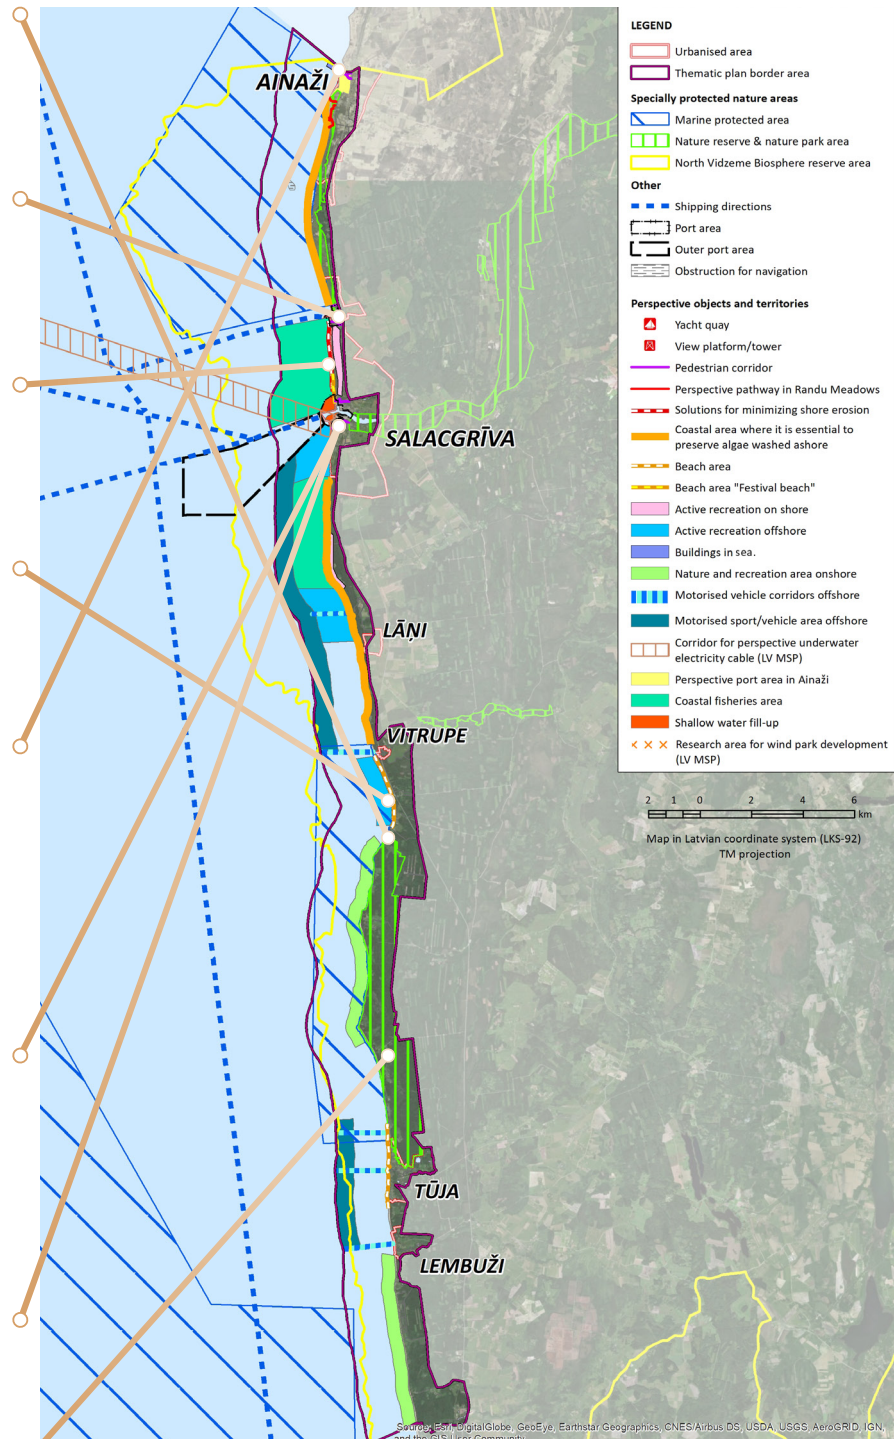 AINAŽI
SALACGRĪVA
LĀŅI
VITRUPE
TŪJA
LEMBUŽI
LEGEND
Urbanised area
Thematic plan border area
Specially protected nature areas
Marine protected area
Nature reserve & nature park area
North Vidzeme Biosphere reserve area
Other
Shipping directions
Port area
Outer port area
Obstruction for navigation
Perspective objects and territories
Yacht quay
View platform/tower
Pedestrian corridor
Perspective pathway in Randu Meadows
Solutions for minimizing shore erosion
Coastal area where it is essential to
preserve algae washed ashore
Beach area
Beach area "Festival beach"
Active recreation on shore
Active recreation offshore
Buildings in sea.
Nature and recreation area onshore
Motorised vehicle corridors offshore
Motorised sport/vehicle area offshore
Corridor for perspective underwater
electricity cable (LV MSP)
Perspective port area in Ainaži
Coastal fisheries area
Shallow water fill-up
Research area for wind park development
(LV MSP)
2 1 0 2 4 6
km
Map in Latvian coordinate system (LKS-92)
TM projection
Source: Esri, DigitalGlobe, GeoEye, Earthstar Geographics, CNES/Airbus DS, USDA, USGS, AeroGRID, IGN,
and the GIS User Community